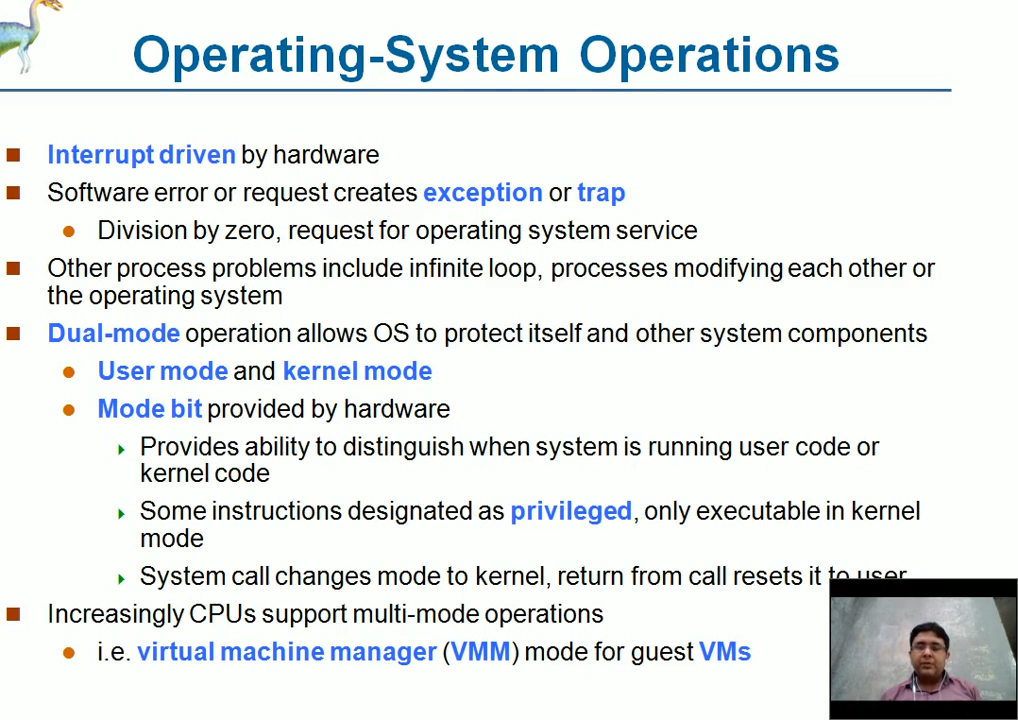 Operating-System Operations
Interrupt driven by hardware
Software error or request creates exception or trap
Division by zero, request for operating system service
Other process problems include infinite loop, processes modifying each other or
the operating system
Dual-mode operation allows OS to protect itself and other system components
User mode and kernel mode
Mode bit provided by hardware
Provides ability to distinguish when system is running user code or
kernel code
Some instructions designated as privileged, only executable in kernel
mode
System call changes mode to kernel, return from call resets it to user
Increasingly CPUs support multi-mode operations
i.e. virtual machine manager (VMM) mode for guest VMs